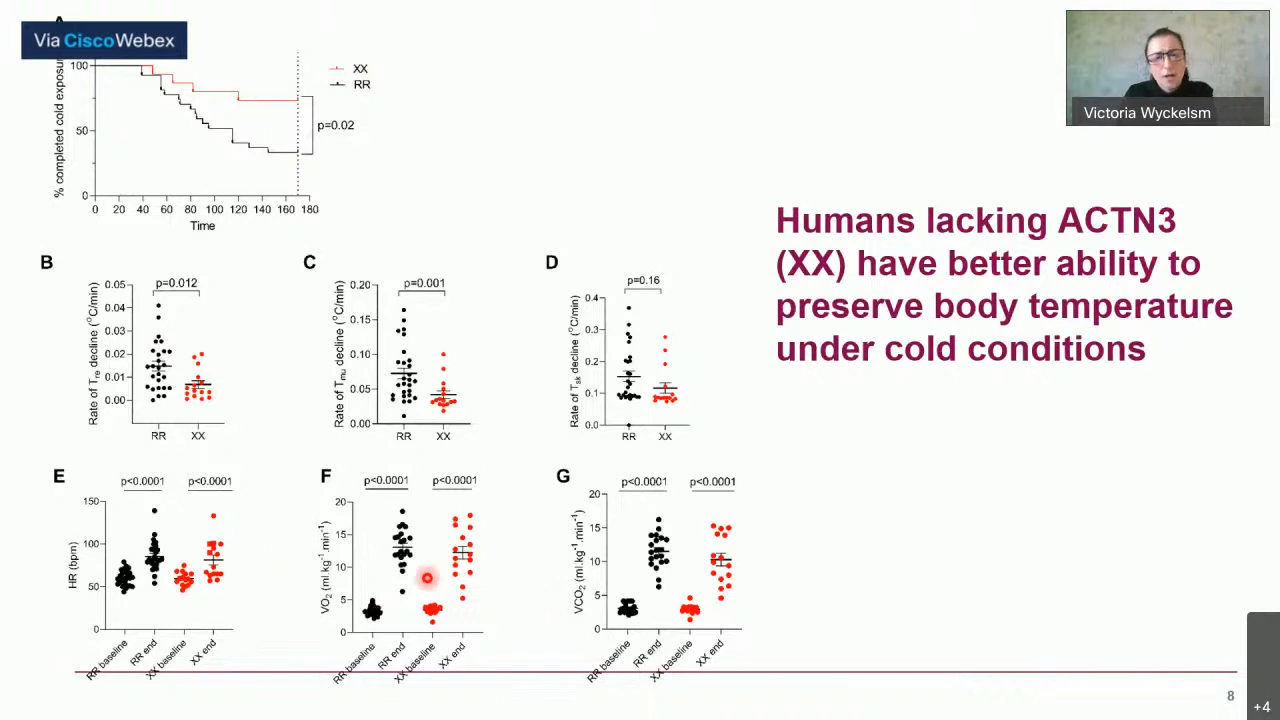 A
Via CiscoWebex
% completed cold exposu
100
50
0
0 20 40 60 80 100 120 140 160 180
Time
XX
RR
p=0.02
Victoria Wyckelsm
Humans lacking ACTN3
(XX) have better ability to
preserve body temperature
under cold conditions
B
p=0.012
Rate of Tre decline (°C/min)
0.05
0.04
0.03
0.02
0.01
0.00
RR XX
C
p=0.001
Rate of Tmu decline (°C/min)
0.20
0.15
0.10
0.05
0.00
RR XX
D
p=0.16
Rate of Tsk decline (°C/min)
0.4
0.3
0.2
0.1
0.0
RR XX
E
p<0.0001 p<0.0001
HR (bpm)
150
100
50
0
RR baseline RR end XX baseline XX end
F
p<0.0001 p<0.0001
VO2 (ml.kg-1.min-1)
20
15
10
5
0
RR baseline RR end XX baseline XX end
G
p<0.0001 p<0.0001
VCO2 (ml.kg-1.min-1)
20
15
10
5
0
RR baseline RR end XX baseline XX end
8
+4